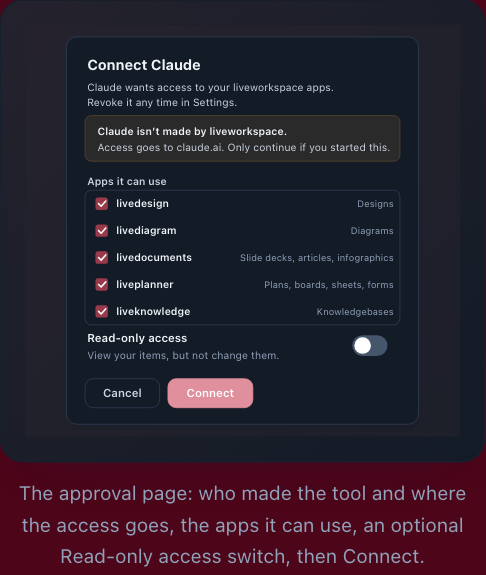 Connect Claude
Claude wants access to your liveworkspace apps.
Revoke it any time in Settings.
Claude isn't made by liveworkspace.
Access goes to claude.ai. Only continue if you started this.
Apps it can use
livedesign Designs
livediagram Diagrams
livedocuments Slide decks, articles, infographics
liveplanner Plans, boards, sheets, forms
liveknowledge Knowledgebases
Read-only access
View your items, but not change them.
Cancel Connect
The approval page: who made the tool and where
the access goes, the apps it can use, an optional
Read-only access switch, then Connect.